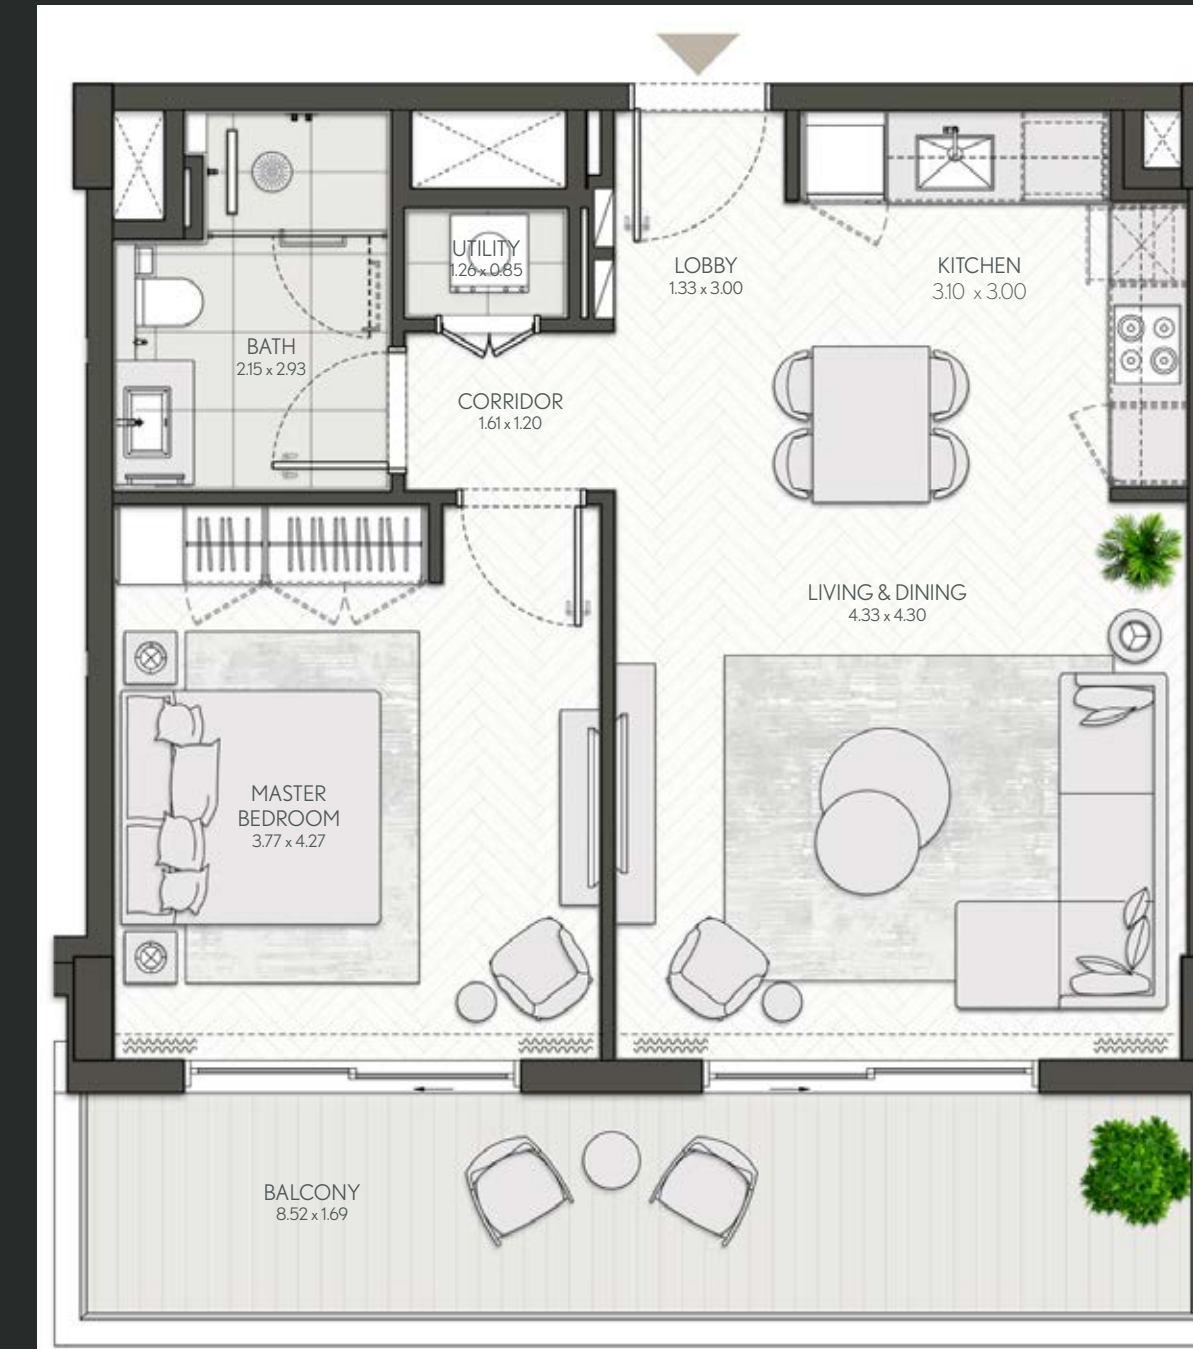 UTILITY
1.26 x 0.85
LOBBY
1.33 x 3.00
KITCHEN
3.10 x 3.00
BATH
2.15 x 2.93
CORRIDOR
1.61 x 1.20
LIVING & DINING
4.33 x 4.30
MASTER
BEDROOM
3.77 x 4.27
BALCONY
8.52 x 1.69